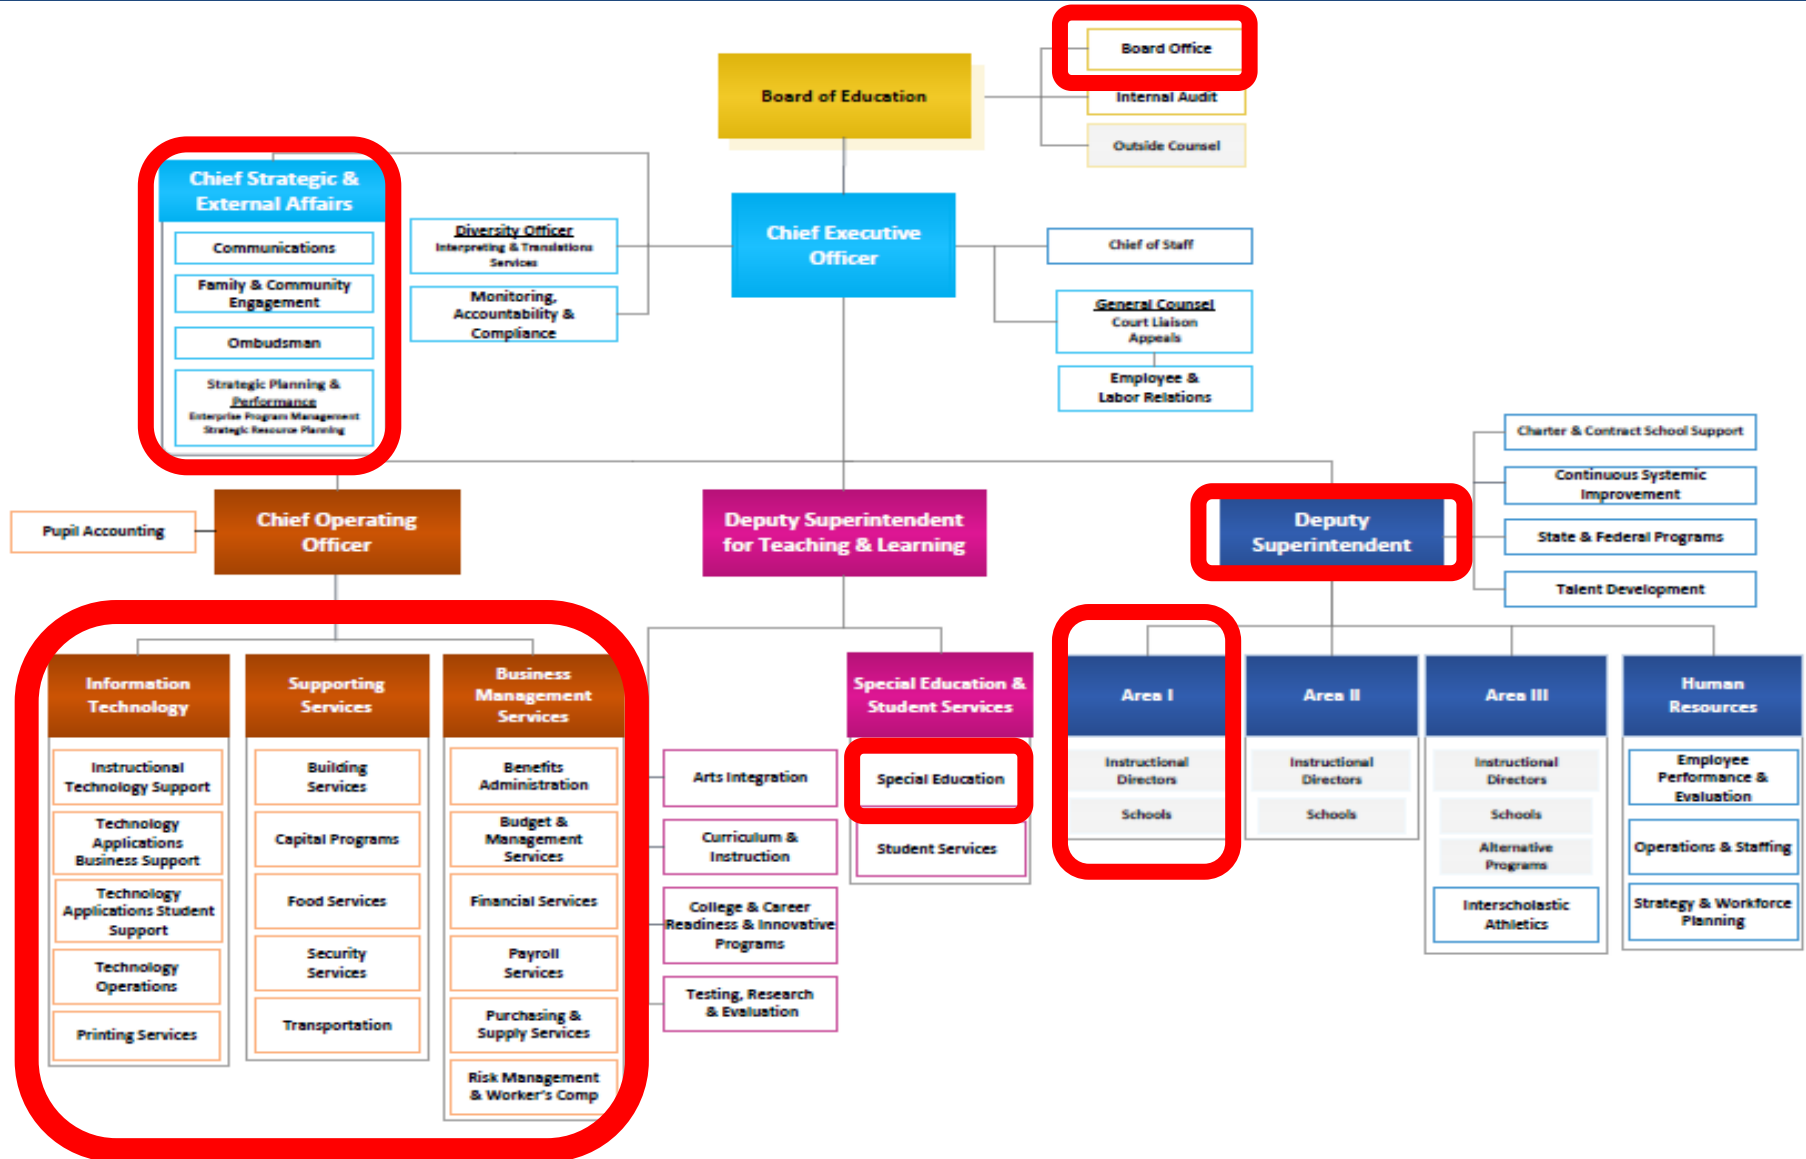 Board Office
Board of Education
Internal Audit
Outside Counsel
Chief Strategic &
External Affairs
Communications
Family & Community
Engagement
Ombudsman
Strategic Planning &
Performance
Enterprise Program Management
Strategic Resource Planning
Diversity Officer
Interpreting & Translations
Services
Monitoring,
Accountability &
Compliance
Chief Executive
Officer
Chief of Staff
General Counsel
Court Liaison
Appeals
Employee &
Labor Relations
Charter & Contract School Support
Continuous Systemic
Improvement
State & Federal Programs
Talent Development
Pupil Accounting
Chief Operating
Officer
Deputy Superintendent
for Teaching & Learning
Deputy
Superintendent
Information
Technology
Instructional
Technology Support
Technology
Applications
Business Support
Technology
Applications Student
Support
Technology
Operations
Printing Services
Supporting
Services
Building
Services
Capital Programs
Food Services
Security
Services
Transportation
Business
Management
Services
Benefits
Administration
Budget &
Management
Services
Financial Services
Payroll
Services
Purchasing &
Supply Services
Risk Management
& Worker's Comp
Arts Integration
Curriculum &
Instruction
College & Career
Readiness & Innovative
Programs
Testing, Research
& Evaluation
Special Education &
Student Services
Special Education
Student Services
Area I
Instructional
Directors
Schools
Area II
Instructional
Directors
Schools
Area III
Instructional
Directors
Schools
Alternative
Programs
Interscholastic
Athletics
Human
Resources
Employee
Performance &
Evaluation
Operations & Staffing
Strategy & Workforce
Planning